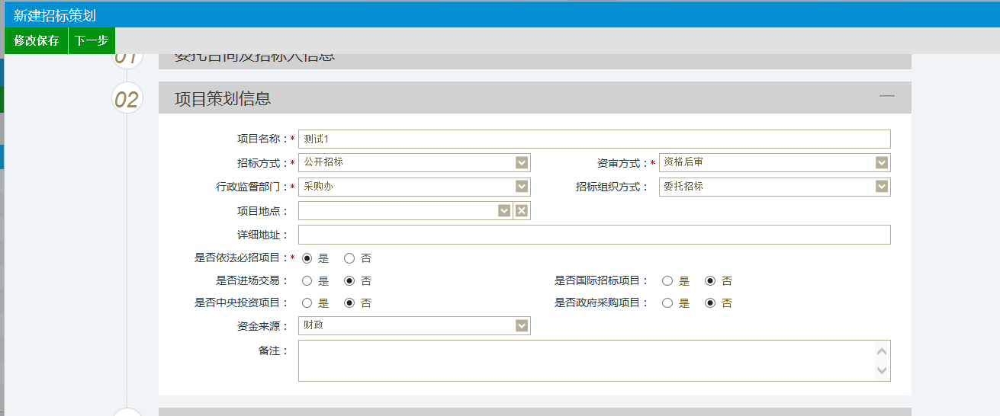 新建招标策划
修改保存 下一步
01 委托合同及招标人信息
02 项目策划信息
项目名称：* 测试1
招标方式：* 公开招标 资审方式：* 资格后审
行政监督部门：* 采购办 招标组织方式： 委托招标
项目地点：
详细地址：
是否依法必招项目：* 是 否
是否进场交易： 是 否 是否国际招标项目： 是 否
是否中央投资项目： 是 否 是否政府采购项目： 是 否
资金来源： 财政
备注：